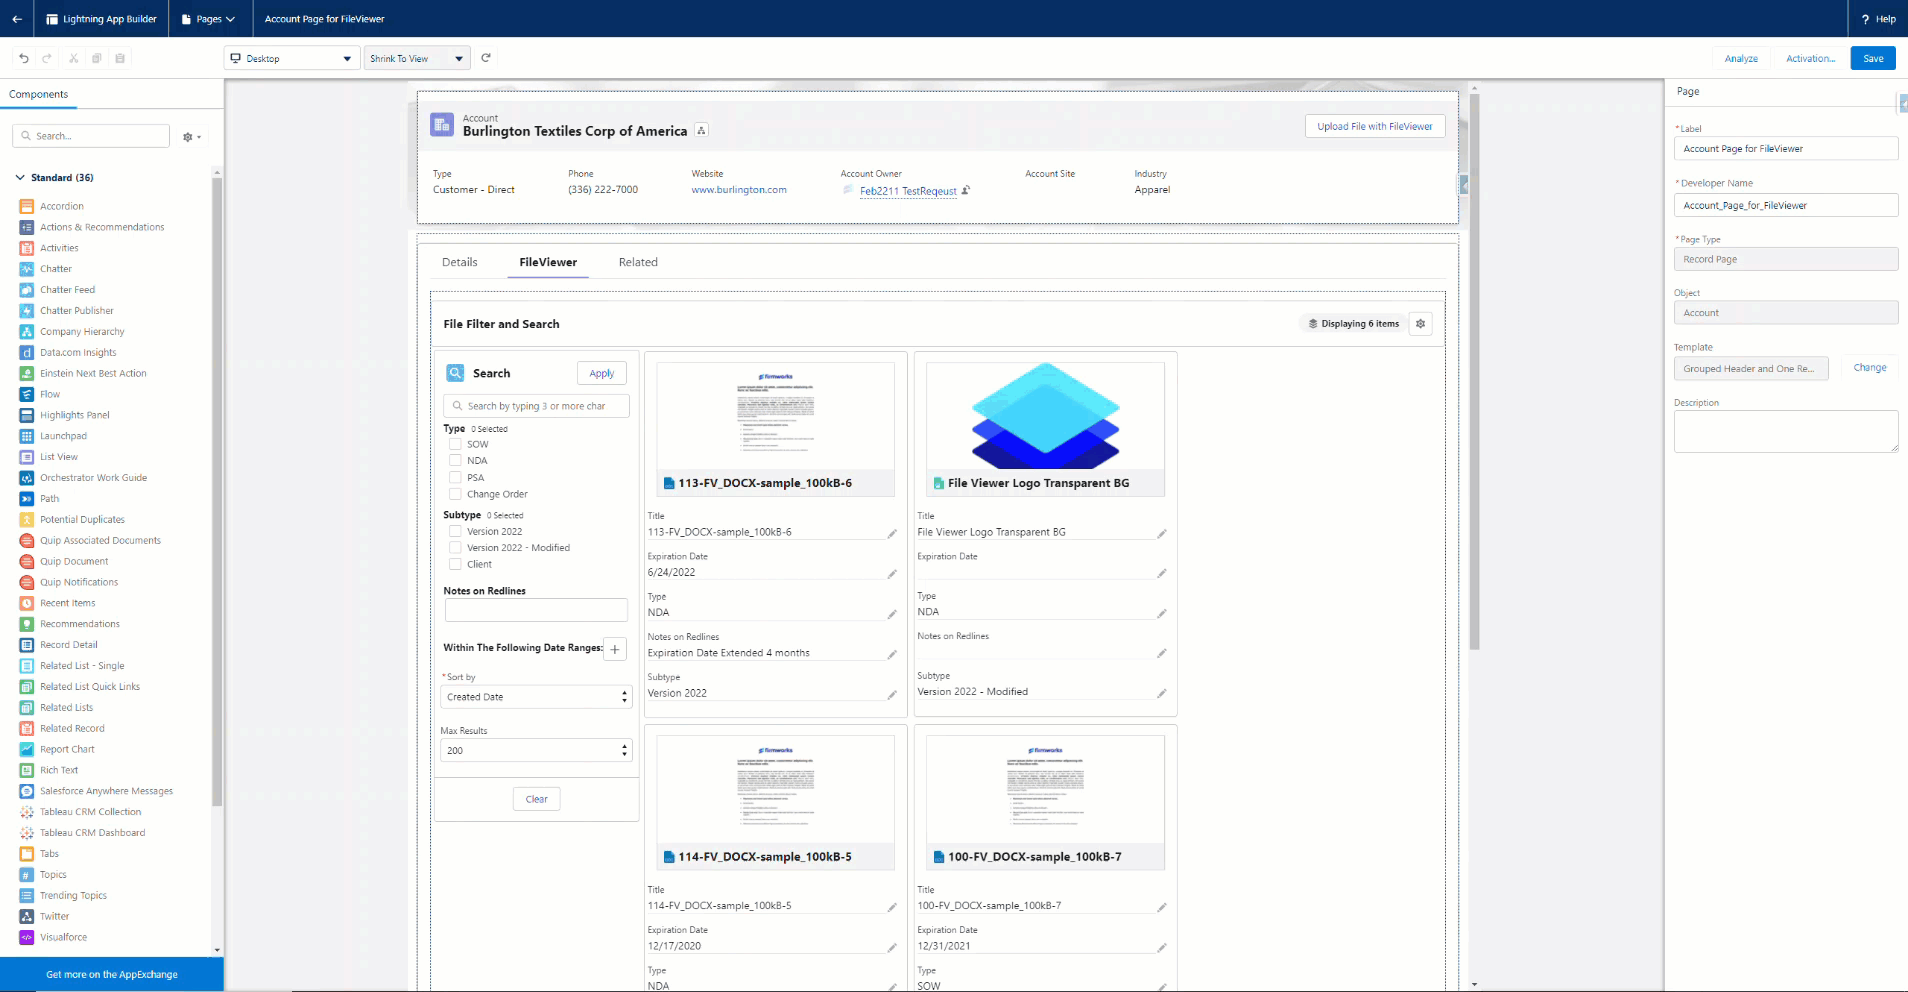 Lightning App Builder
Pages
Account Page for FileViewer
? Help
Desktop
Shrink To View
Analyze
Activation...
Save
Components
Search...
Standard (36)
Accordion
Actions & Recommendations
Activities
Chatter
Chatter Feed
Chatter Publisher
Company Hierarchy
Data.com Insights
Einstein Next Best Action
Flow
Highlights Panel
Launchpad
List View
Orchestrator Work Guide
Path
Potential Duplicates
Quip Associated Documents
Quip Document
Quip Notifications
Recent Items
Recommendations
Record Detail
Related List - Single
Related List Quick Links
Related Lists
Related Record
Report Chart
Rich Text
Salesforce Anywhere Messages
Tableau CRM Collection
Tableau CRM Dashboard
Tabs
Topics
Trending Topics
Twitter
Visualforce
Get more on the AppExchange
Account
Burlington Textiles Corp of America
Upload File with FileViewer
Type
Customer - Direct
Phone
(336) 222-7000
Website
www.burlington.com
Account Owner
Feb2211 TestReqeust
Account Site
Industry
Apparel
Details
FileViewer
Related
File Filter and Search
Displaying 6 items
Search
Apply
Search by typing 3 or more char
Type 0 Selected
SOW
NDA
PSA
Change Order
Subtype 0 Selected
Version 2022
Version 2022 - Modified
Client
Notes on Redlines
Within The Following Date Ranges:
* Sort by
Created Date
Max Results
200
Clear
firmworks
113-FV_DOCX-sample_100kB-6
Title
113-FV_DOCX-sample_100kB-6
Expiration Date
6/24/2022
Type
NDA
Notes on Redlines
Expiration Date Extended 4 months
Subtype
Version 2022
File Viewer Logo Transparent BG
Title
File Viewer Logo Transparent BG
Expiration Date
Type
NDA
Notes on Redlines
Subtype
Version 2022 - Modified
firmworks
114-FV_DOCX-sample_100kB-5
Title
114-FV_DOCX-sample_100kB-5
Expiration Date
12/17/2020
Type
NDA
firmworks
100-FV_DOCX-sample_100kB-7
Title
100-FV_DOCX-sample_100kB-7
Expiration Date
12/31/2021
Type
SOW
Page
* Label
Account Page for FileViewer
* Developer Name
Account_Page_for_FileViewer
* Page Type
Record Page
Object
Account
Template
Grouped Header and One Re...
Change
Description